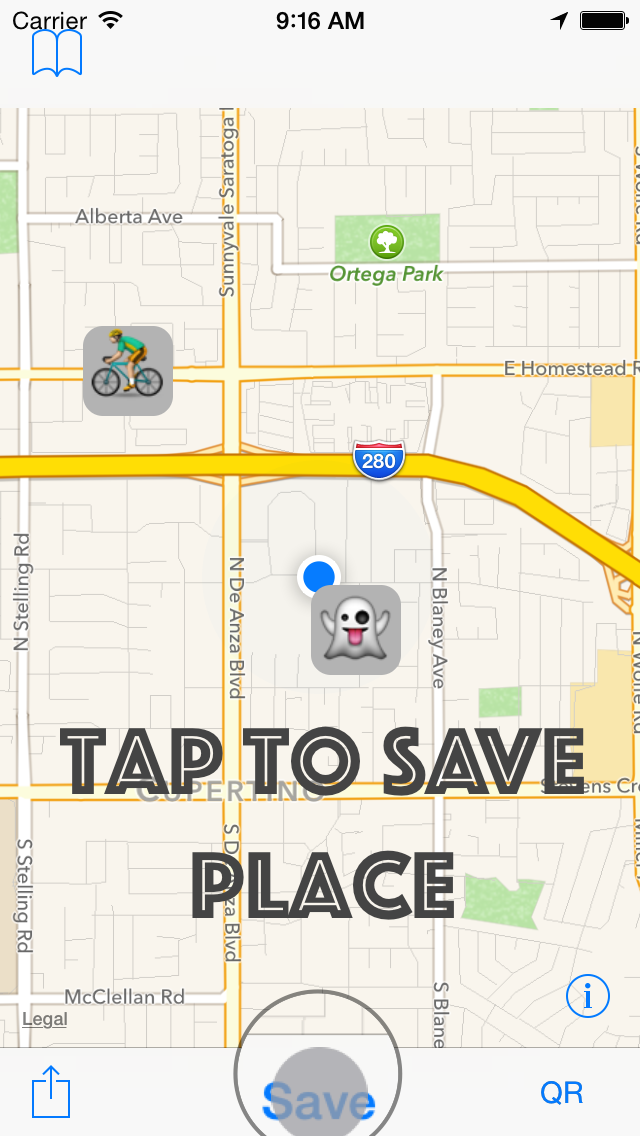 Carrier
9:16 AM
Alberta Ave
Sunnyvale Saratoga
Ortega Park
E Homestead R
280
N Stelling Rd
N De Anza Blvd
N Blaney Ave
N Wolfe Rd
TAP TO SAVE
CUPERTINO
Stevens Cre
PLACE
S Stelling Rd
S De Anza Blvd
McClellan Rd
Legal
S Blane
i
Save
QR